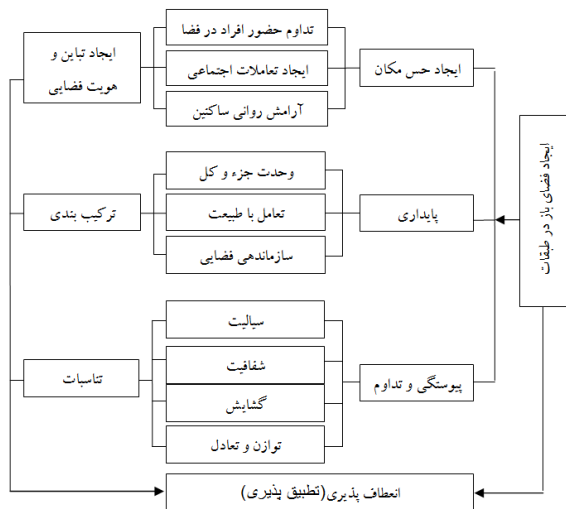 ایجاد فضای باز در طبقات
ایجاد حس مکان
تداوم حضور افراد در فضا
ایجاد تعاملات اجتماعی
آرامش روانی ساکنین
ایجاد تباین و
هویت فضایی
پایداری
وحدت جزء و کل
تعامل با طبیعت
سازماندهی فضایی
ترکیب بندی
پیوستگی و تداوم
سیالیت
شفافیت
گشایش
توازن و تعادل
تناسبات
انعطاف پذیری(تطبیق پذیری)